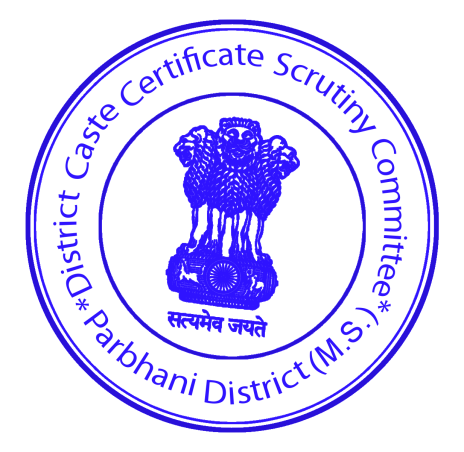 *District Caste Certificate Scrutiny Committee*
Parbhani District (M.S.)
सत्यमेव जयते